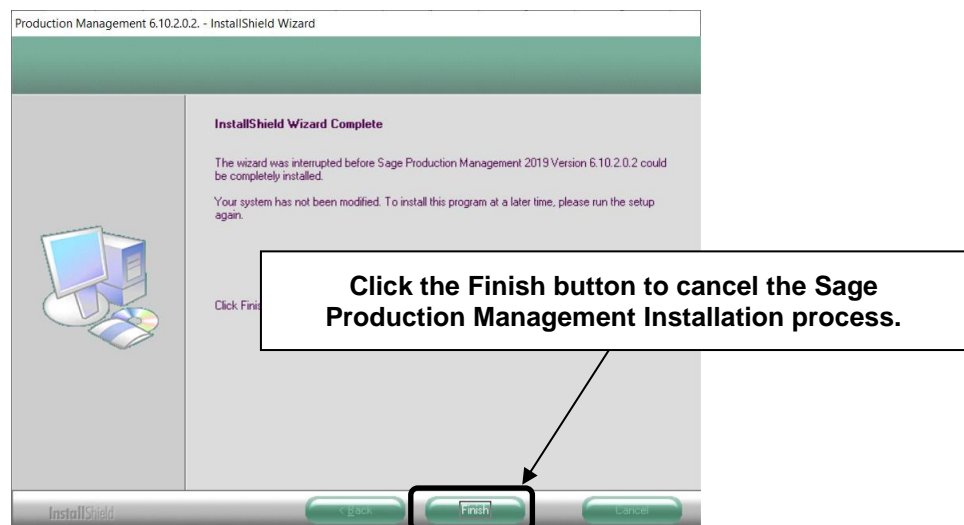 Production Management 6.10.2.0.2. - InstallShield Wizard
InstallShield Wizard Complete
The wizard was interrupted before Sage Production Management 2019 Version 6.10.2.0.2 could
be completely installed.
Your system has not been modified. To install this program at a later time, please run the setup
again.
Click the Finish button to cancel the Sage
Production Management Installation process.
Click Finis
InstallShield
< Back
Finish
Cancel